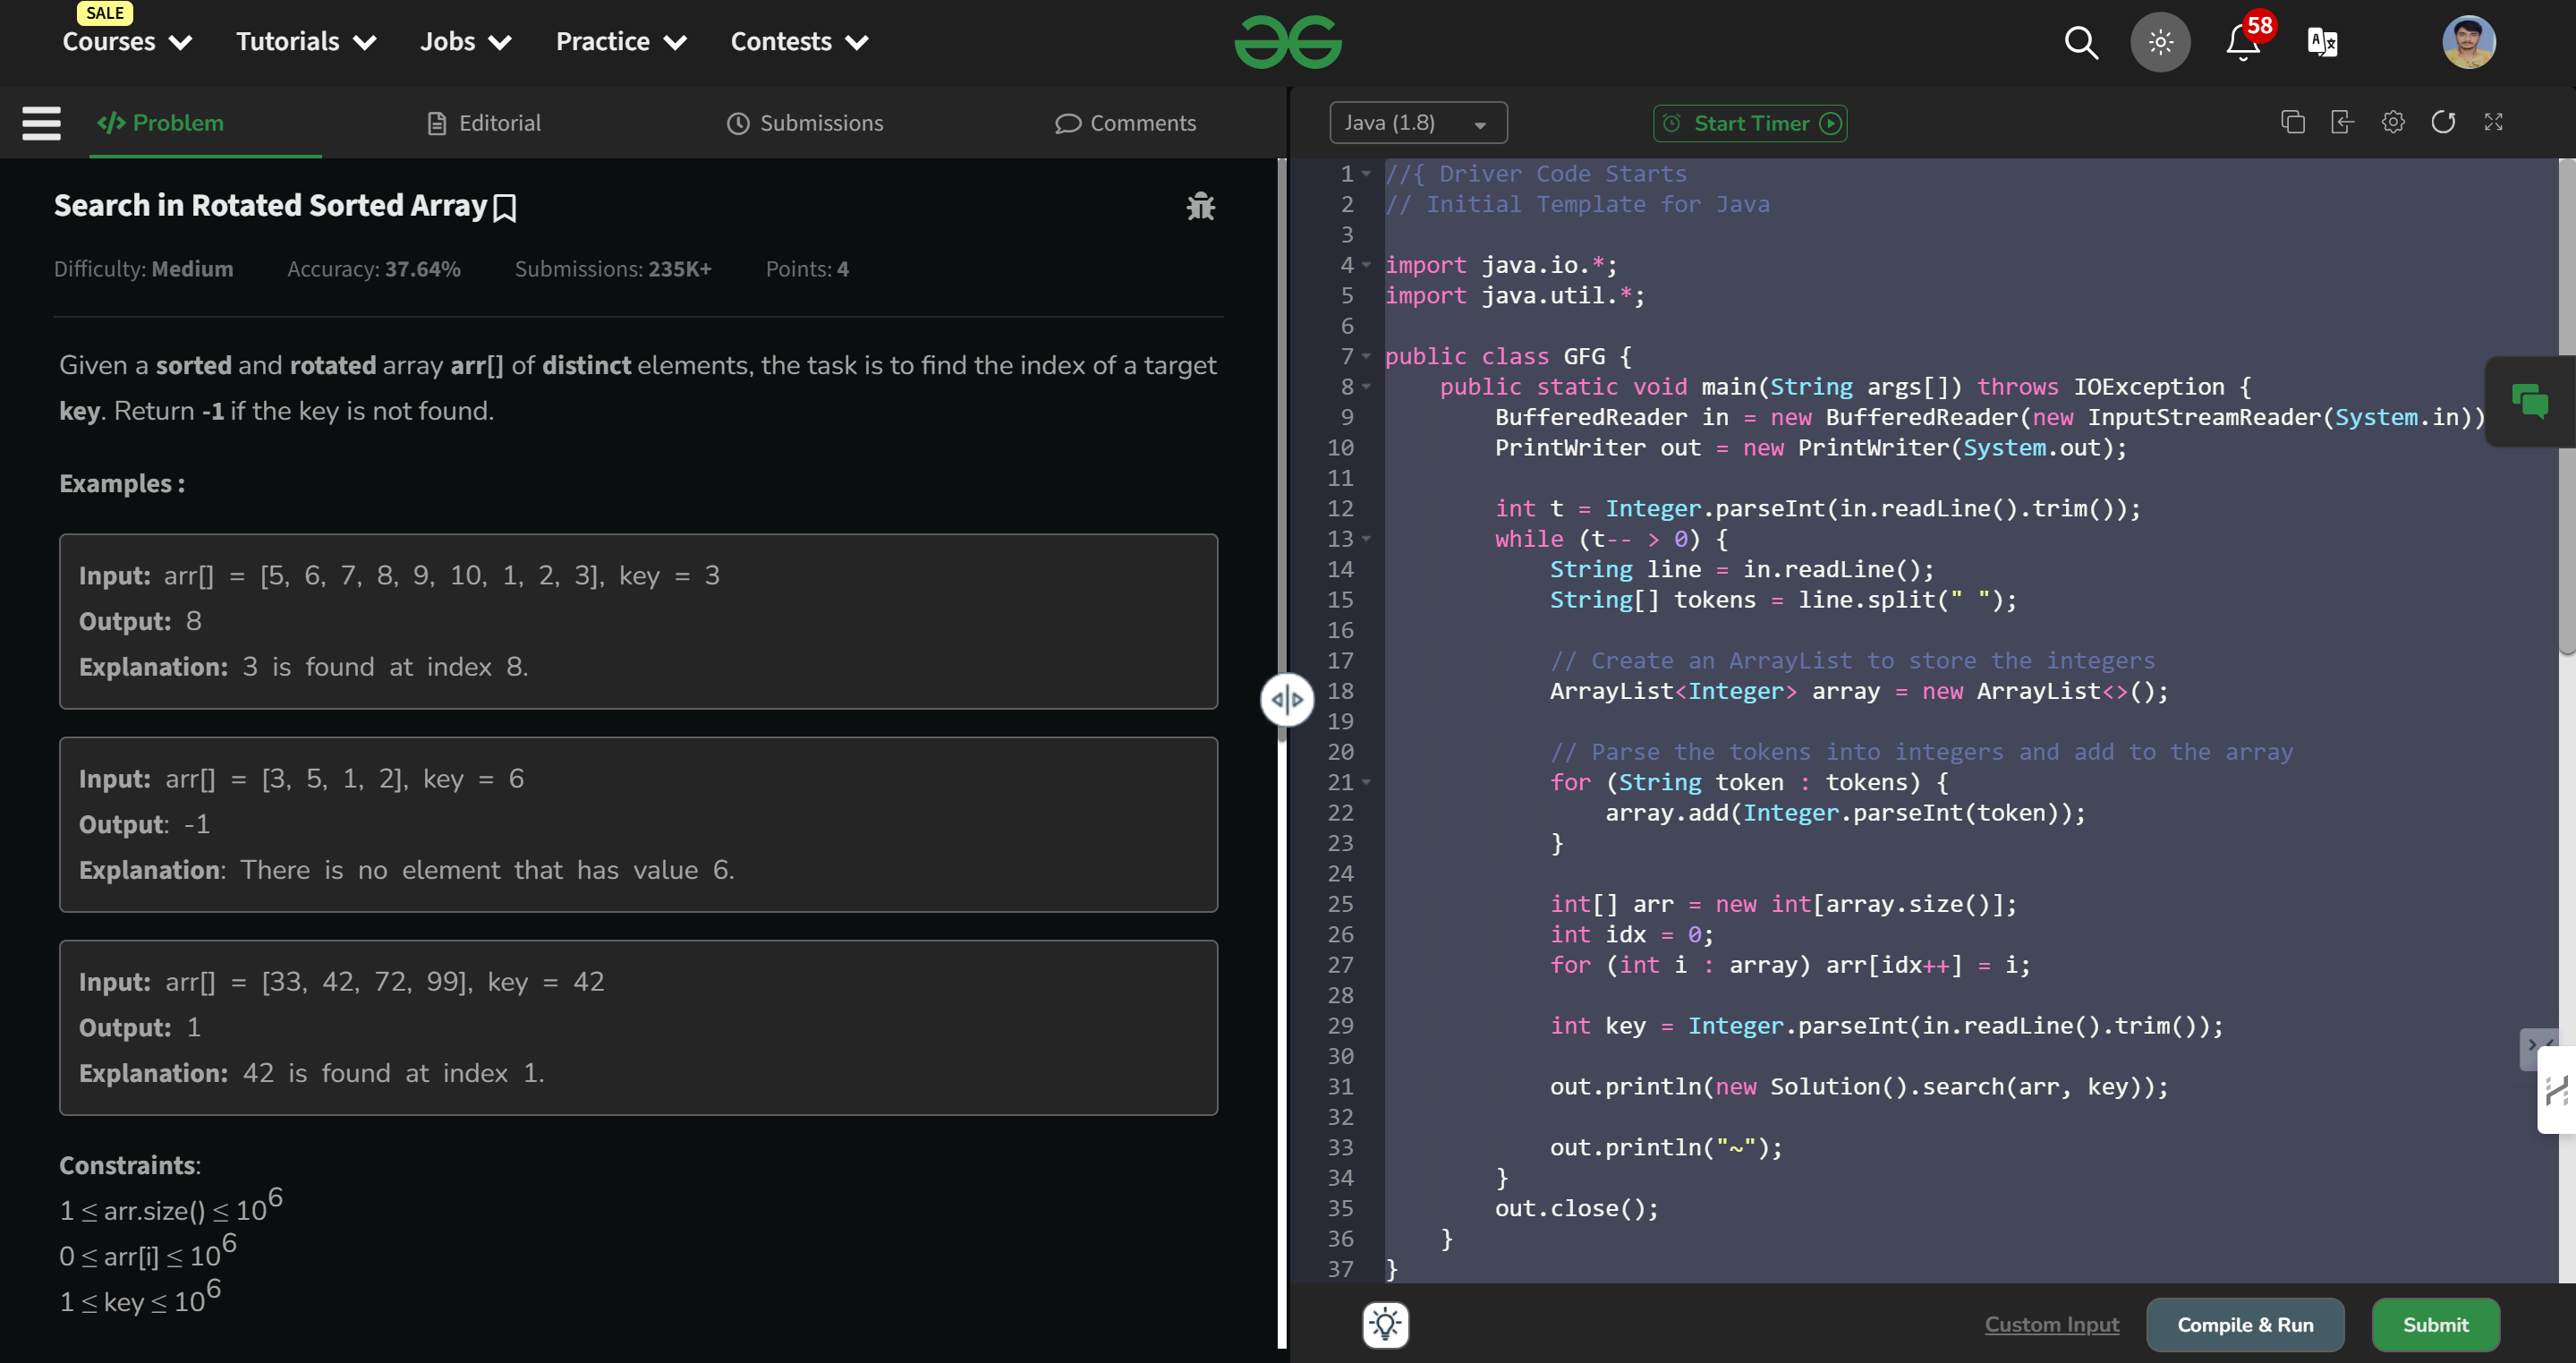 SALE
Courses Tutorials Jobs Practice Contests
58
Problem Editorial Submissions Comments
Search in Rotated Sorted Array
Difficulty: Medium Accuracy: 37.64% Submissions: 235K+ Points: 4
Given a sorted and rotated array arr[] of distinct elements, the task is to find the index of a target
key. Return -1 if the key is not found.
Examples :
Input: arr[] = [5, 6, 7, 8, 9, 10, 1, 2, 3], key = 3
Output: 8
Explanation: 3 is found at index 8.
Input: arr[] = [3, 5, 1, 2], key = 6
Output: -1
Explanation: There is no element that has value 6.
Input: arr[] = [33, 42, 72, 99], key = 42
Output: 1
Explanation: 42 is found at index 1.
Constraints:
1 ≤ arr.size() ≤ 10^6
0 ≤ arr[i] ≤ 10^6
1 ≤ key ≤ 10^6
Java (1.8) Start Timer
1 //{ Driver Code Starts
2 // Initial Template for Java
3
4 import java.io.*;
5 import java.util.*;
6
7 public class GFG {
8     public static void main(String args[]) throws IOException {
9         BufferedReader in = new BufferedReader(new InputStreamReader(System.in))
10         PrintWriter out = new PrintWriter(System.out);
11
12         int t = Integer.parseInt(in.readLine().trim());
13         while (t-- > 0) {
14             String line = in.readLine();
15             String[] tokens = line.split(" ");
16
17             // Create an ArrayList to store the integers
18             ArrayList<Integer> array = new ArrayList<>();
19
20             // Parse the tokens into integers and add to the array
21             for (String token : tokens) {
22                 array.add(Integer.parseInt(token));
23             }
24
25             int[] arr = new int[array.size()];
26             int idx = 0;
27             for (int i : array) arr[idx++] = i;
28
29             int key = Integer.parseInt(in.readLine().trim());
30
31             out.println(new Solution().search(arr, key));
32
33             out.println("~");
34         }
35         out.close();
36     }
37 }
Custom Input Compile & Run Submit